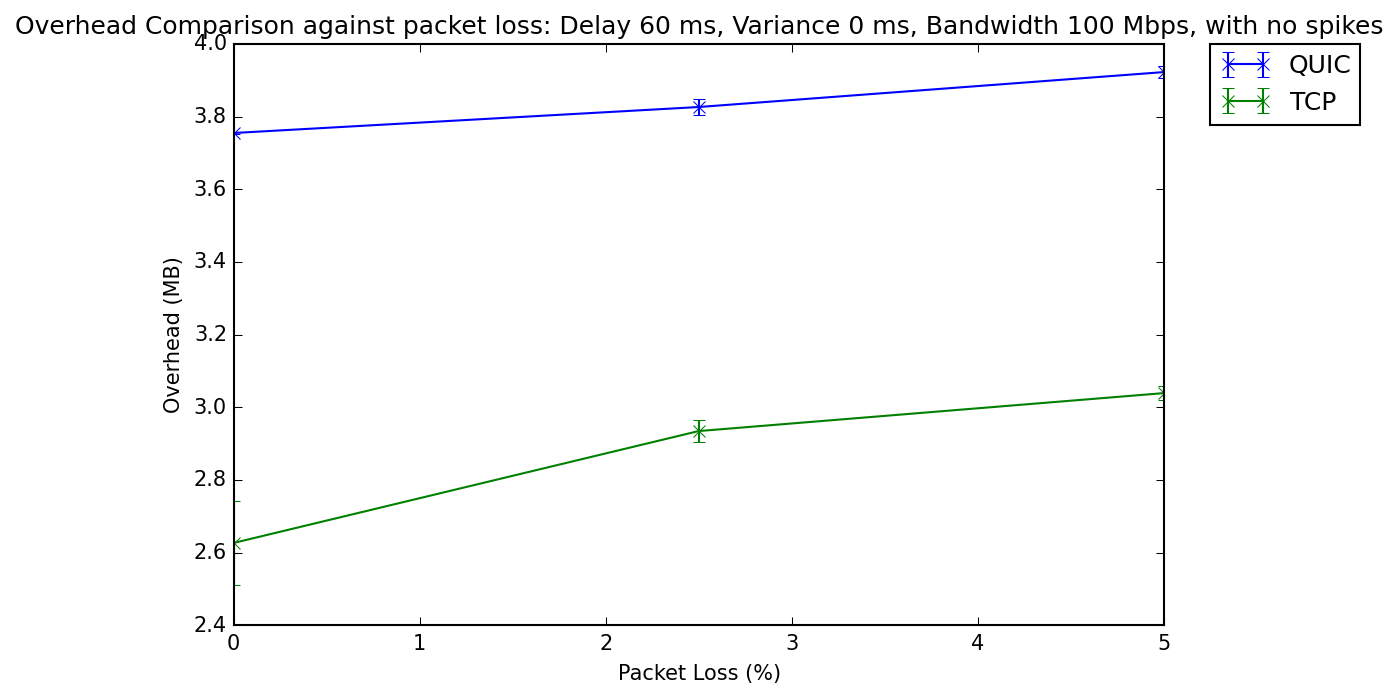 Overhead Comparison against packet loss: Delay 60 ms, Variance 0 ms, Bandwidth 100 Mbps, with no spikes
QUIC
TCP
4.0
3.8
3.6
3.4
3.2
3.0
2.8
2.6
2.4
Overhead (MB)
0 1 2 3 4 5
Packet Loss (%)